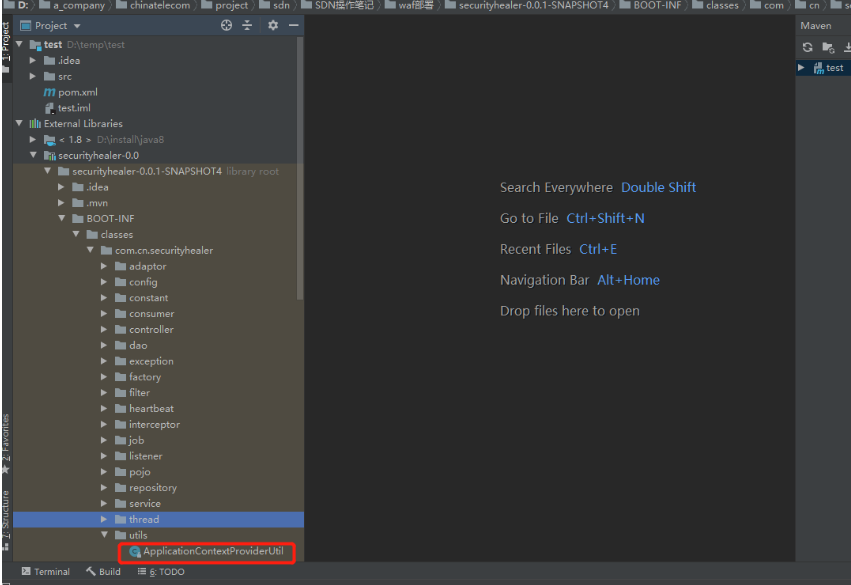 D: a_company chinatelecom project sdn SDN操作笔记 waf部署 securityhealer-0.0.1-SNAPSHOT4 BOOT-INF classes com cn
1: Project
Project
Maven
test D:\temp\test
.idea
src
pom.xml
test.iml
test
External Libraries
< 1.8 > D:\install\java8
securityhealer-0.0
securityhealer-0.0.1-SNAPSHOT4 library root
.idea
.mvn
BOOT-INF
classes
com.cn.securityhealer
adaptor
config
constant
consumer
controller
dao
exception
factory
filter
heartbeat
interceptor
job
listener
pojo
repository
service
thread
utils
ApplicationContextProviderUtil
Search Everywhere Double Shift
Go to File Ctrl+Shift+N
Recent Files Ctrl+E
Navigation Bar Alt+Home
Drop files here to open
2: Favorites
7: Structure
Terminal Build 6: TODO